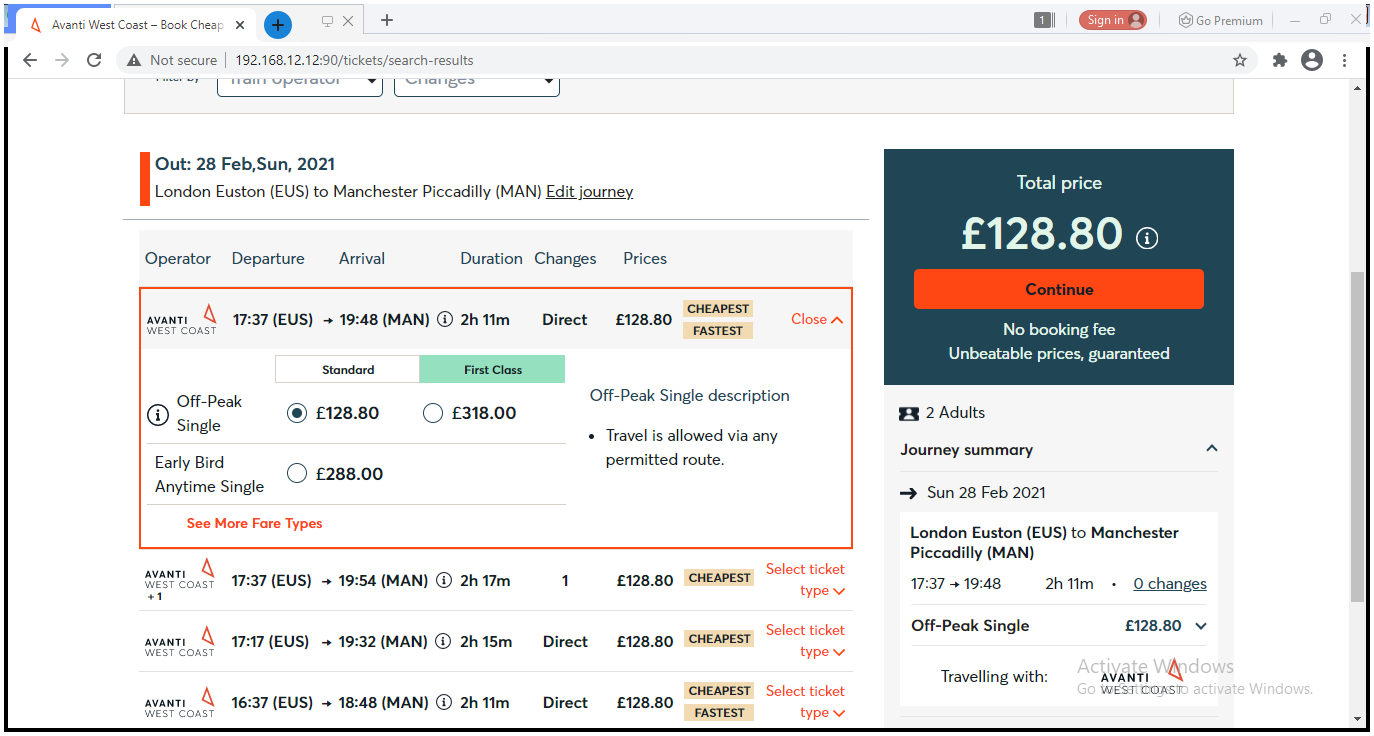 Avanti West Coast – Book Cheap
1
Sign in
Go Premium
Not secure
192.168.12.12:90/tickets/search-results
Filter by
Train operator
Changes
Out: 28 Feb,Sun, 2021
London Euston (EUS) to Manchester Piccadilly (MAN) Edit journey
Operator Departure Arrival Duration Changes Prices
AVANTI
WEST COAST
17:37 (EUS) → 19:48 (MAN) 2h 11m Direct £128.80
CHEAPEST
FASTEST
Close
Standard First Class
Off-Peak
Single
£128.80 £318.00
Early Bird
Anytime Single
£288.00
See More Fare Types
Off-Peak Single description
• Travel is allowed via any
permitted route.
AVANTI
WEST COAST
+ 1
17:37 (EUS) → 19:54 (MAN) 2h 17m 1 £128.80 CHEAPEST
Select ticket
type
AVANTI
WEST COAST
17:17 (EUS) → 19:32 (MAN) 2h 15m Direct £128.80 CHEAPEST
Select ticket
type
AVANTI
WEST COAST
16:37 (EUS) → 18:48 (MAN) 2h 11m Direct £128.80
CHEAPEST
FASTEST
Select ticket
type
Total price
£128.80
Continue
No booking fee
Unbeatable prices, guaranteed
2 Adults
Journey summary
→ Sun 28 Feb 2021
London Euston (EUS) to Manchester
Piccadilly (MAN)
17:37 → 19:48 2h 11m • 0 changes
Off-Peak Single £128.80
Travelling with:
AVANTI
WEST COAST
Activate Windows
Go to Settings to activate Windows.